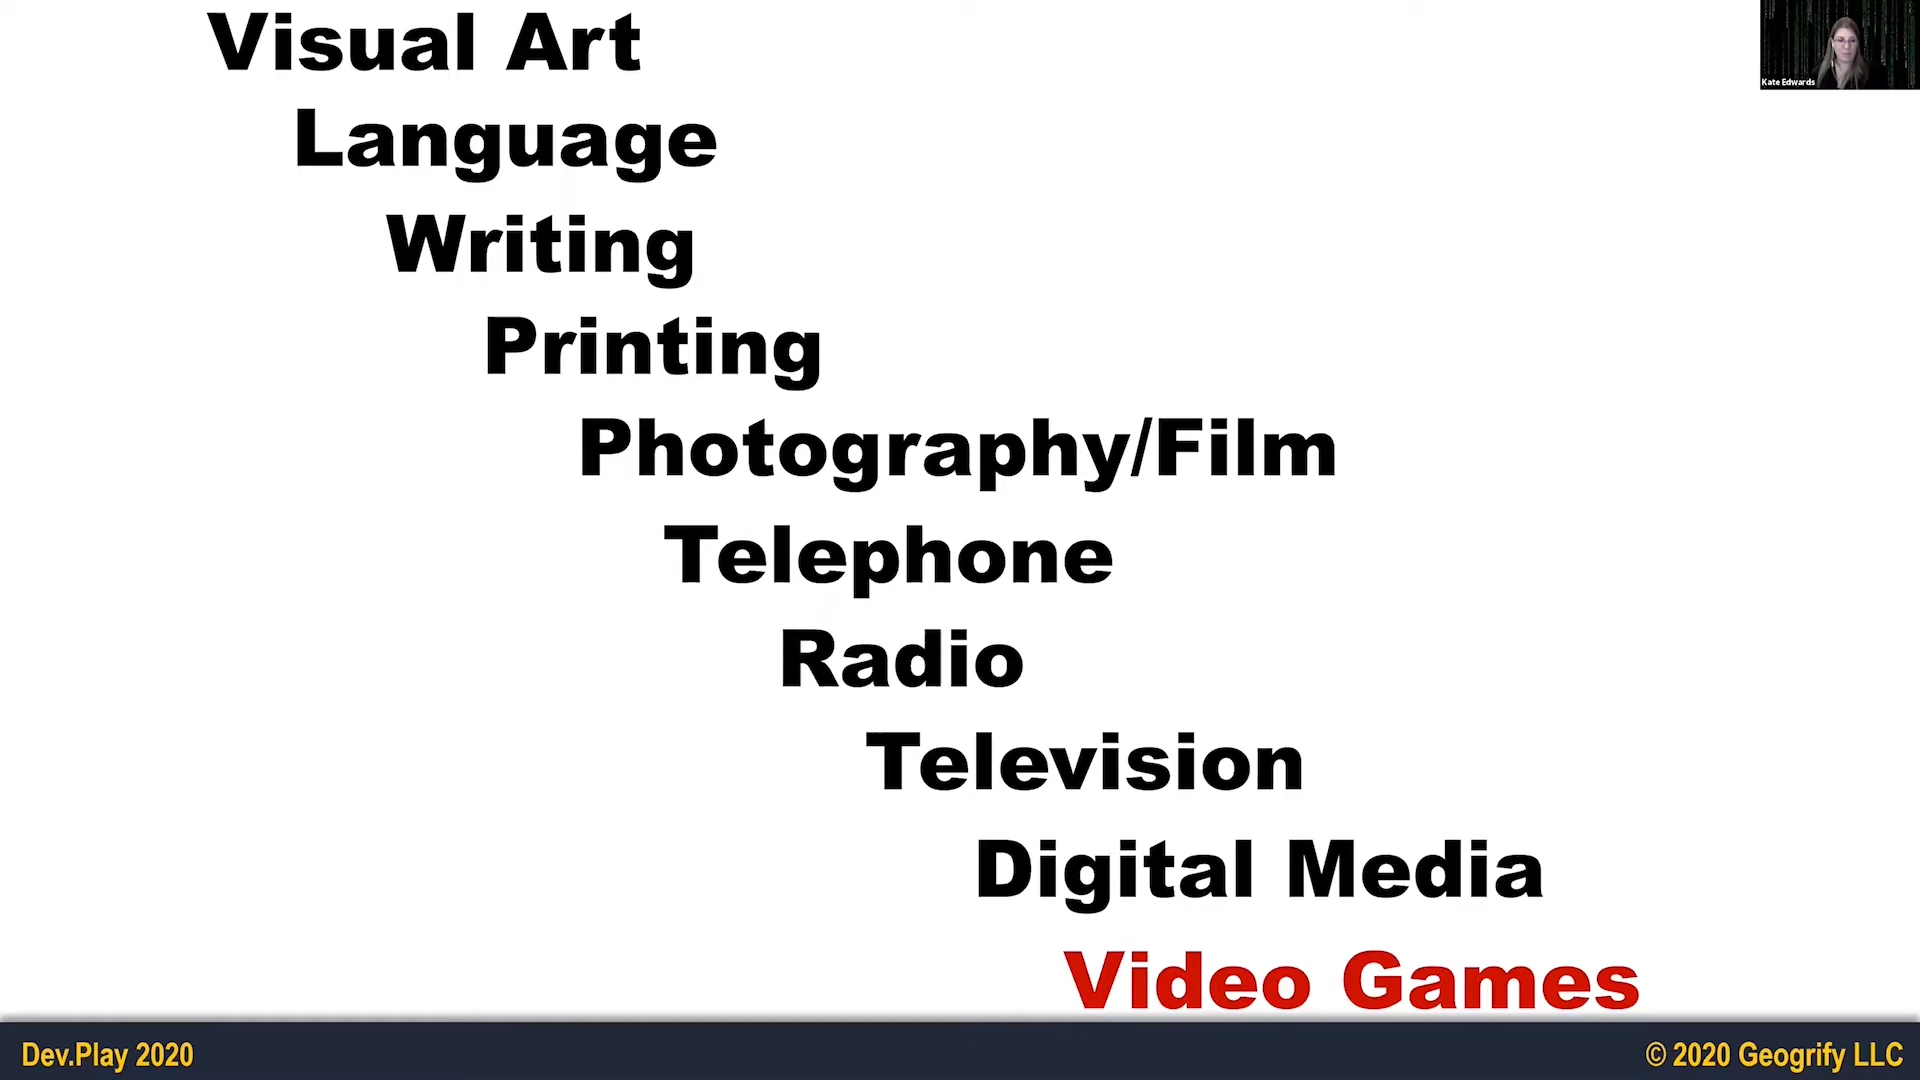 Visual Art
Kate Edwards
Language
Writing
Printing
Photography/Film
Telephone
Radio
Television
Digital Media
Video Games
Dev.Play 2020
© 2020 Geogrify LLC